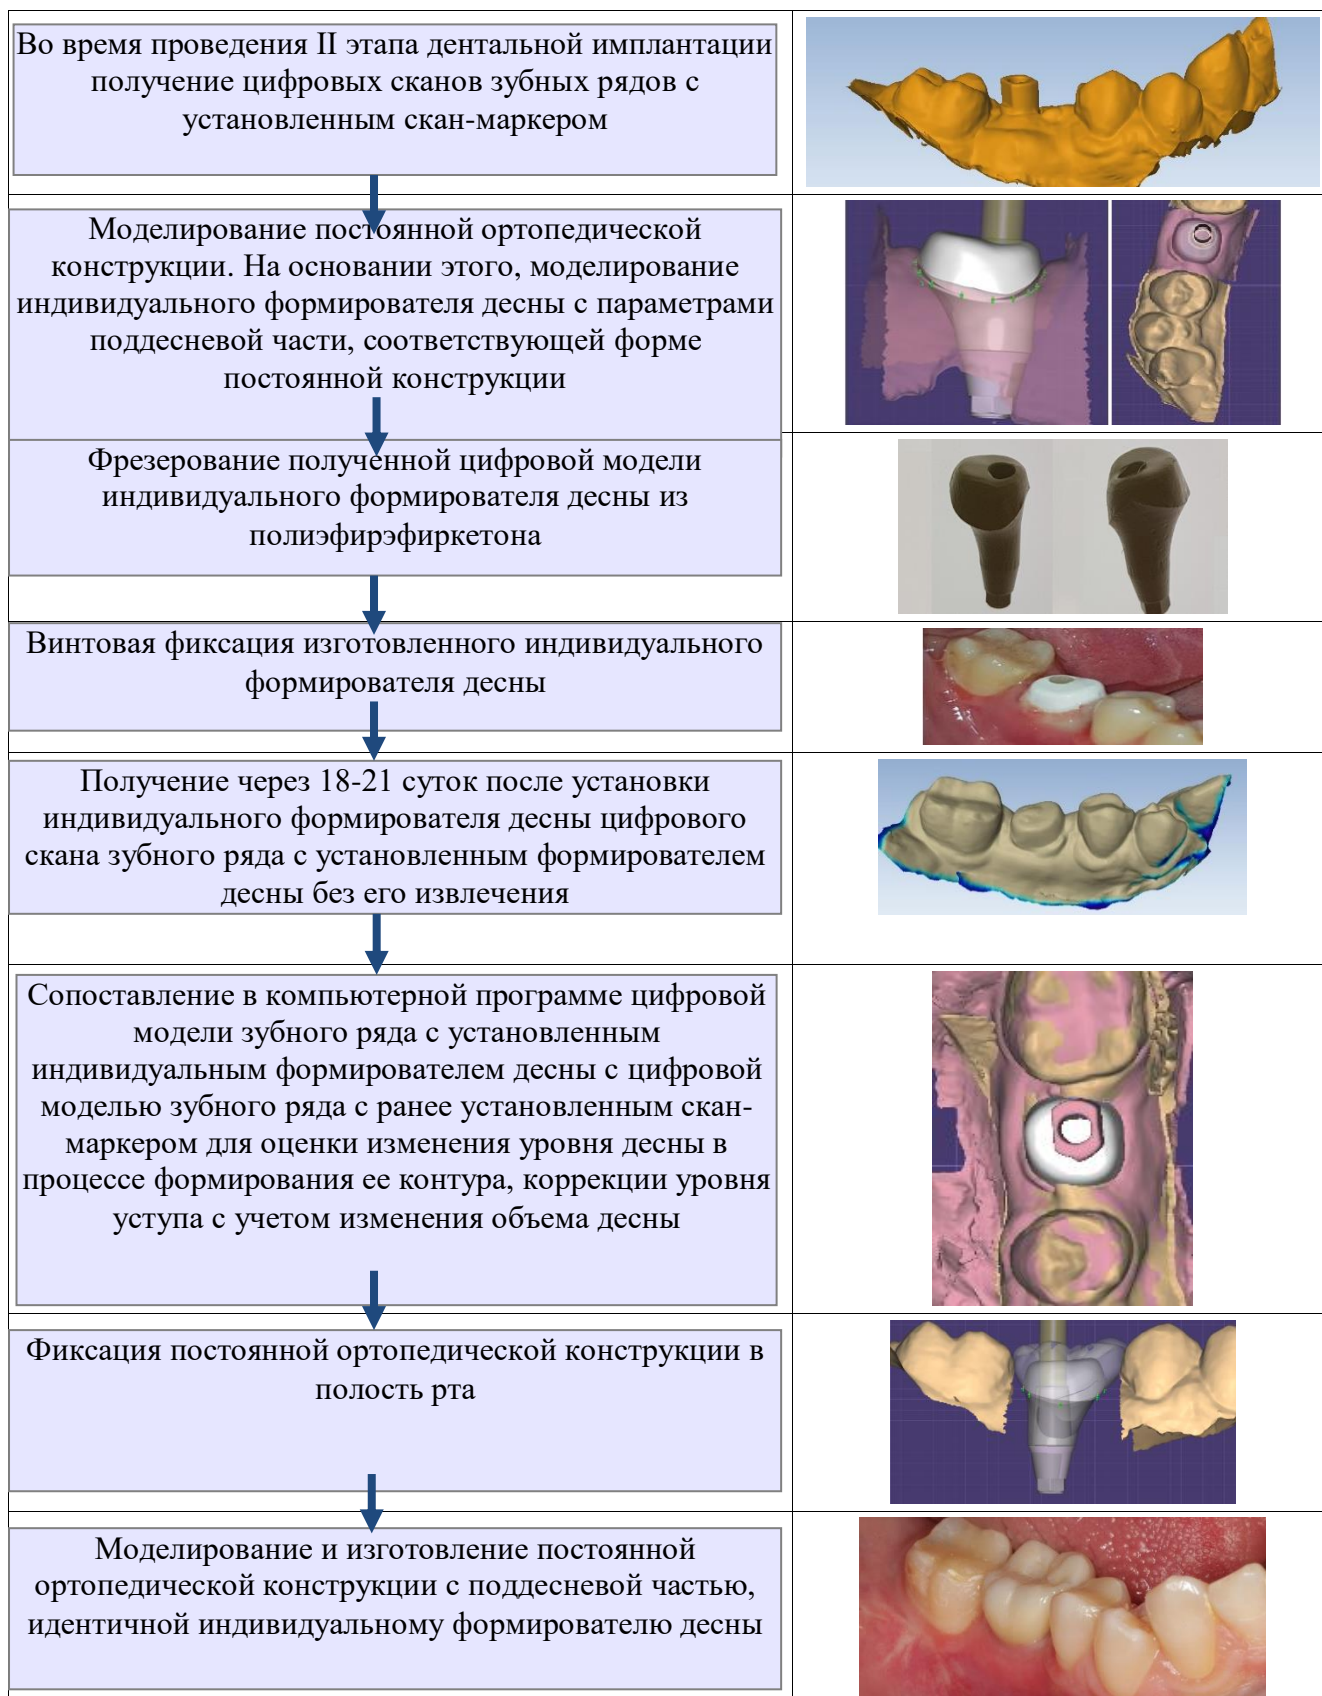 Во время проведения II этапа дентальной имплантации
получение цифровых сканов зубных рядов с
установленным скан-маркером
Моделирование постоянной ортопедической
конструкции. На основании этого, моделирование
индивидуального формирователя десны с параметрами
поддесневой части, соответствующей форме
постоянной конструкции
Фрезерование полученной цифровой модели
индивидуального формирователя десны из
полиэфирэфиркетона
Винтовая фиксация изготовленного индивидуального
формирователя десны
Получение через 18-21 суток после установки
индивидуального формирователя десны цифрового
скана зубного ряда с установленным формирователем
десны без его извлечения
Сопоставление в компьютерной программе цифровой
модели зубного ряда с установленным
индивидуальным формирователем десны с цифровой
моделью зубного ряда с ранее установленным скан-
маркером для оценки изменения уровня десны в
процессе формирования ее контура, коррекции уровня
уступа с учетом изменения объема десны
Фиксация постоянной ортопедической конструкции в
полость рта
Моделирование и изготовление постоянной
ортопедической конструкции с поддесневой частью,
идентичной индивидуальному формирователю десны